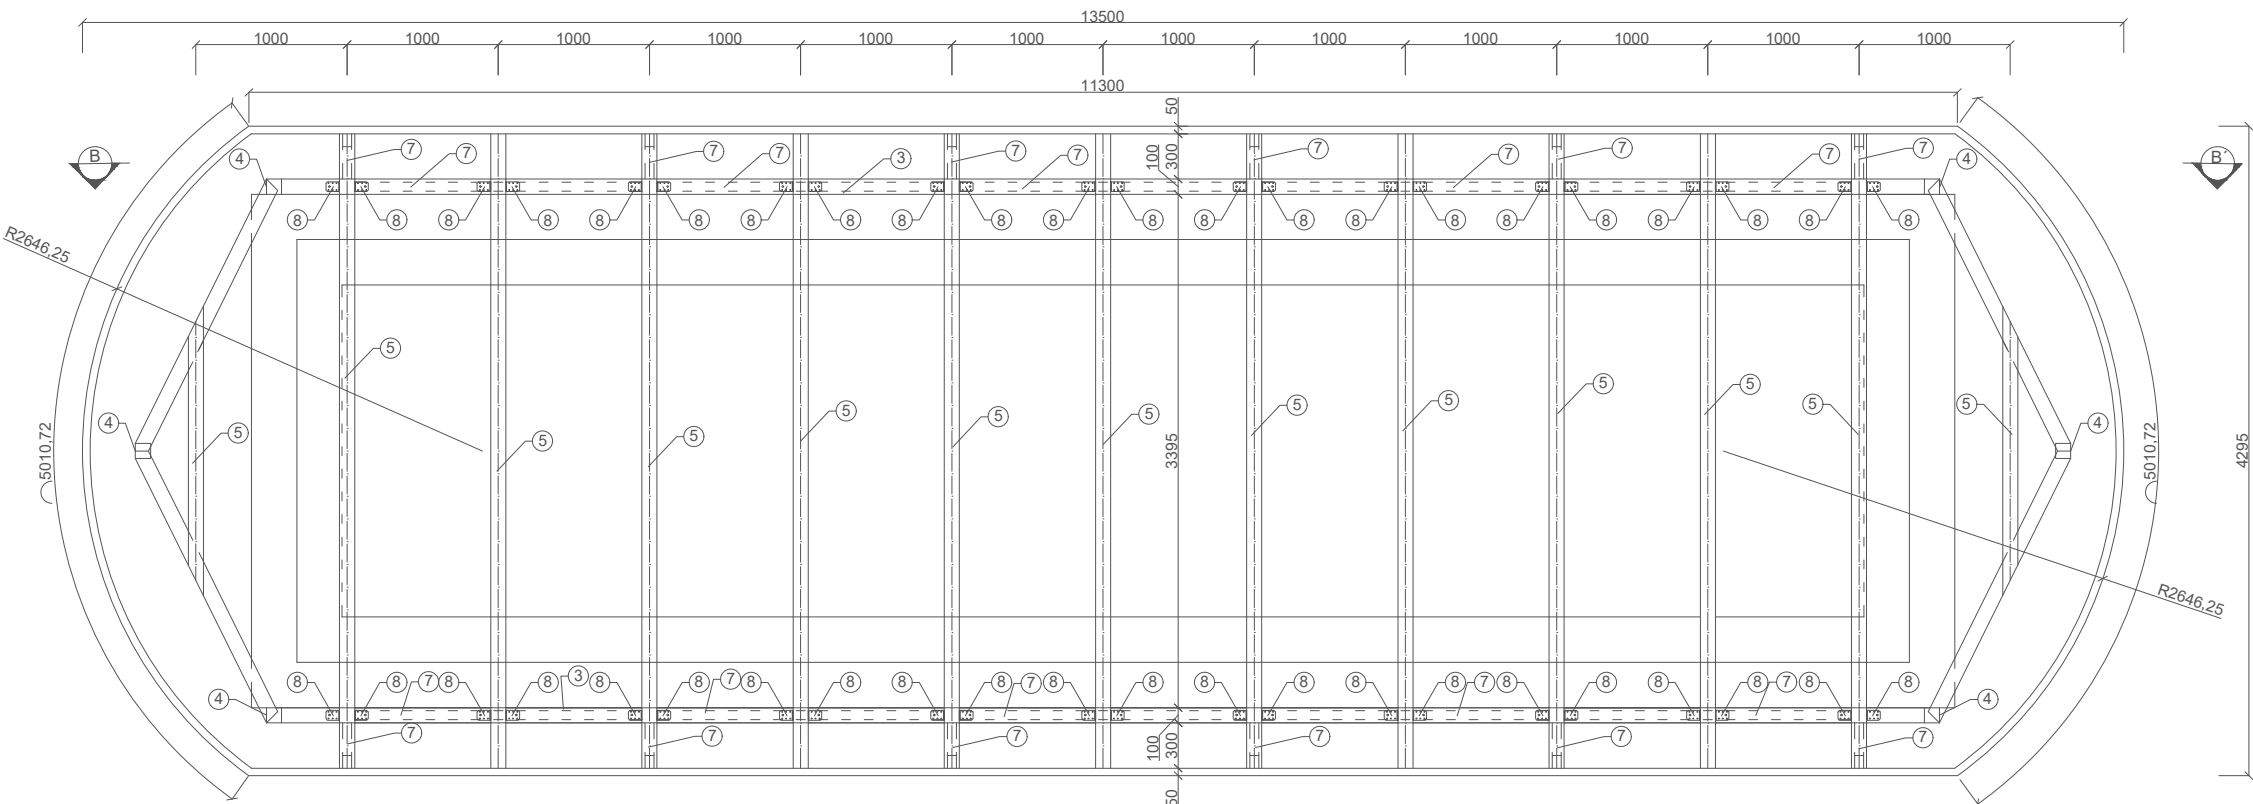 13500
1000 1000 1000 1000 1000 1000 1000 1000 1000 1000 1000 1000
11300
50
B 4 7 7 7 7 3 7 7 100 300 7 7 7 7 7 4 B´
8 8 8 8 8 8 8 8 8 8 8 8 8 8 8 8 8 8 8 8 8 8
R2646,25
5
5 5 5 5 5 5
5 5 5
4 4
5 5 5
5010,72 3395 5010,72 4295
R2646,25
8 8 7 8 8 3 8 8 7 8 8 8 8 7 8 8 8 8 8 8 7 8 8 8 8 7 8 8
4 4
7 7 7 100 300 7 7 7
50